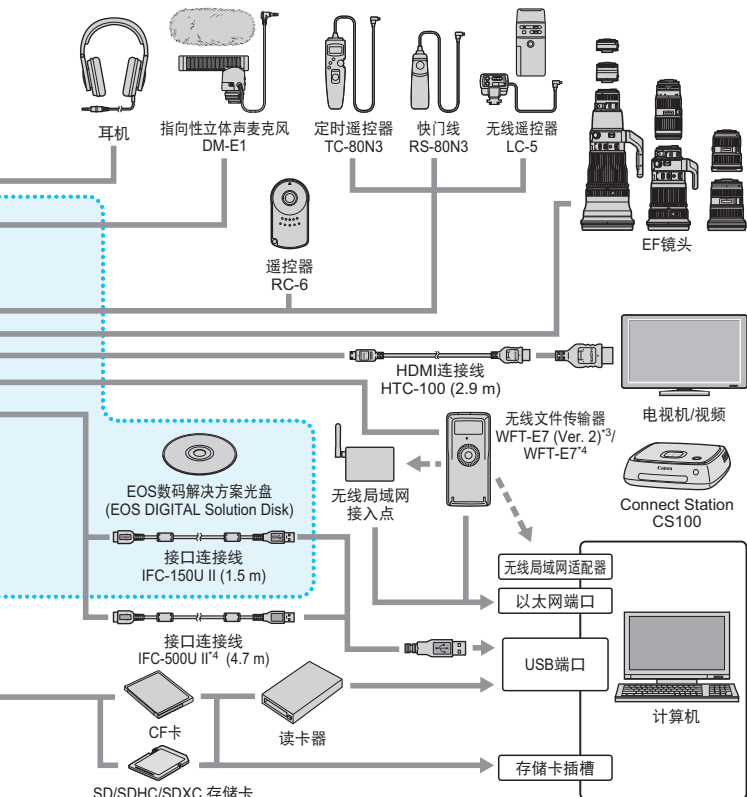 耳机
指向性立体声麦克风
DM-E1
定时遥控器
TC-80N3
快门线
RS-80N3
无线遥控器
LC-5
遥控器
RC-6
EF镜头
HDMI连接线
HTC-100 (2.9 m)
电视机/视频
无线文件传输器
WFT-E7 (Ver. 2)*3/
WFT-E7*4
无线局域网
接入点
Canon
Connect Station
CS100
EOS数码解决方案光盘
(EOS DIGITAL Solution Disk)
接口连接线
IFC-150U II (1.5 m)
无线局域网适配器
以太网端口
接口连接线
IFC-500U II*4 (4.7 m)
USB端口
计算机
CF卡
读卡器
存储卡插槽
SD/SDHC/SDXC 存储卡